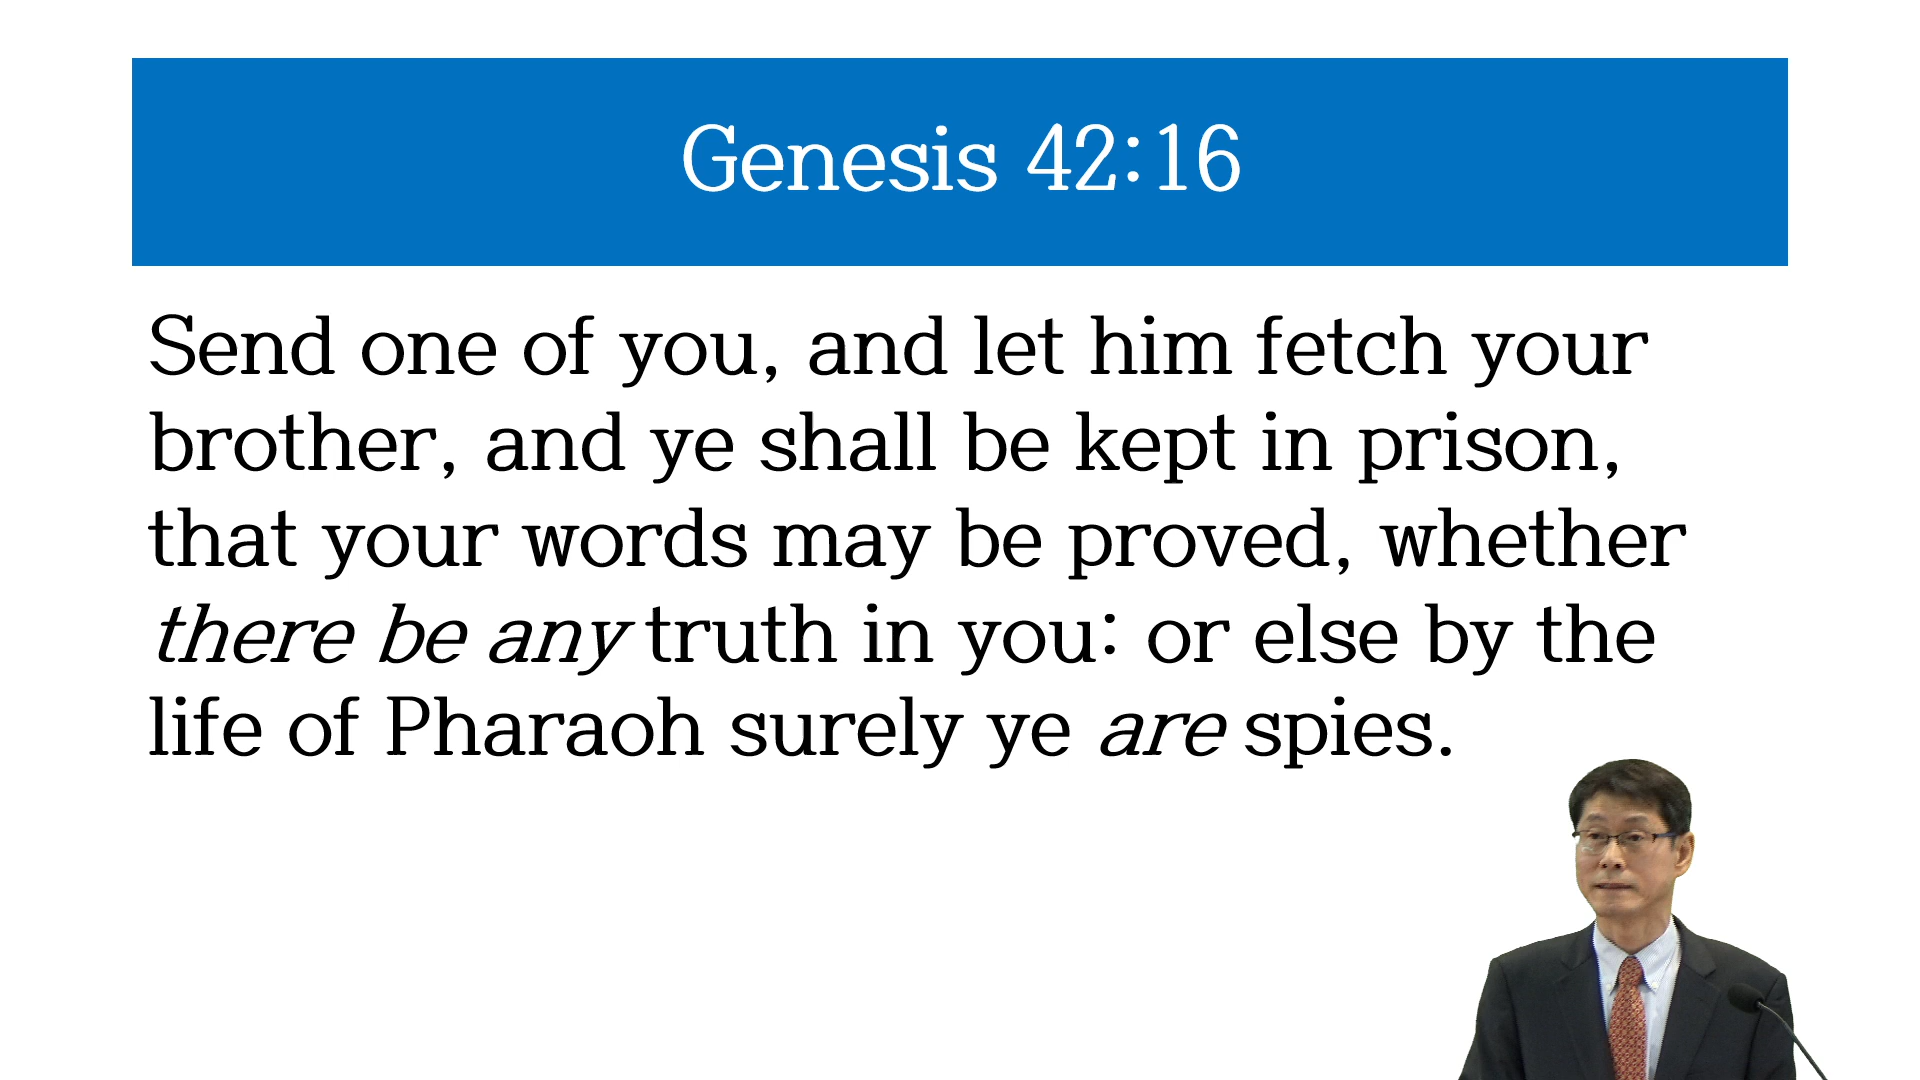 Genesis 42:16
Send one of you, and let him fetch your
brother, and ye shall be kept in prison,
that your words may be proved, whether
there be any truth in you: or else by the
life of Pharaoh surely ye are spies.